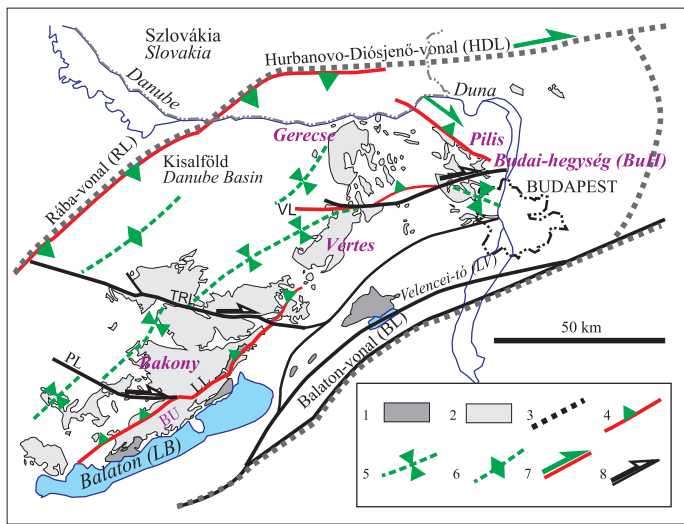 Szlovákia
Slovakia
Hurbanovo-Diósjenő-vonal (HDL)
Danube
Duna
Gerecse
Pilis
Rába-vonal (RL)
Kisalföld
Danube Basin
Budai-hegység (BuH)
BUDAPEST
VL
Vértes
Velencei-tó (LV)
TRL
Balaton-vonal (BL)
50 km
PL
Bakony
LL
BU
Balaton (LB)
1
2
3
4
5
6
7
8